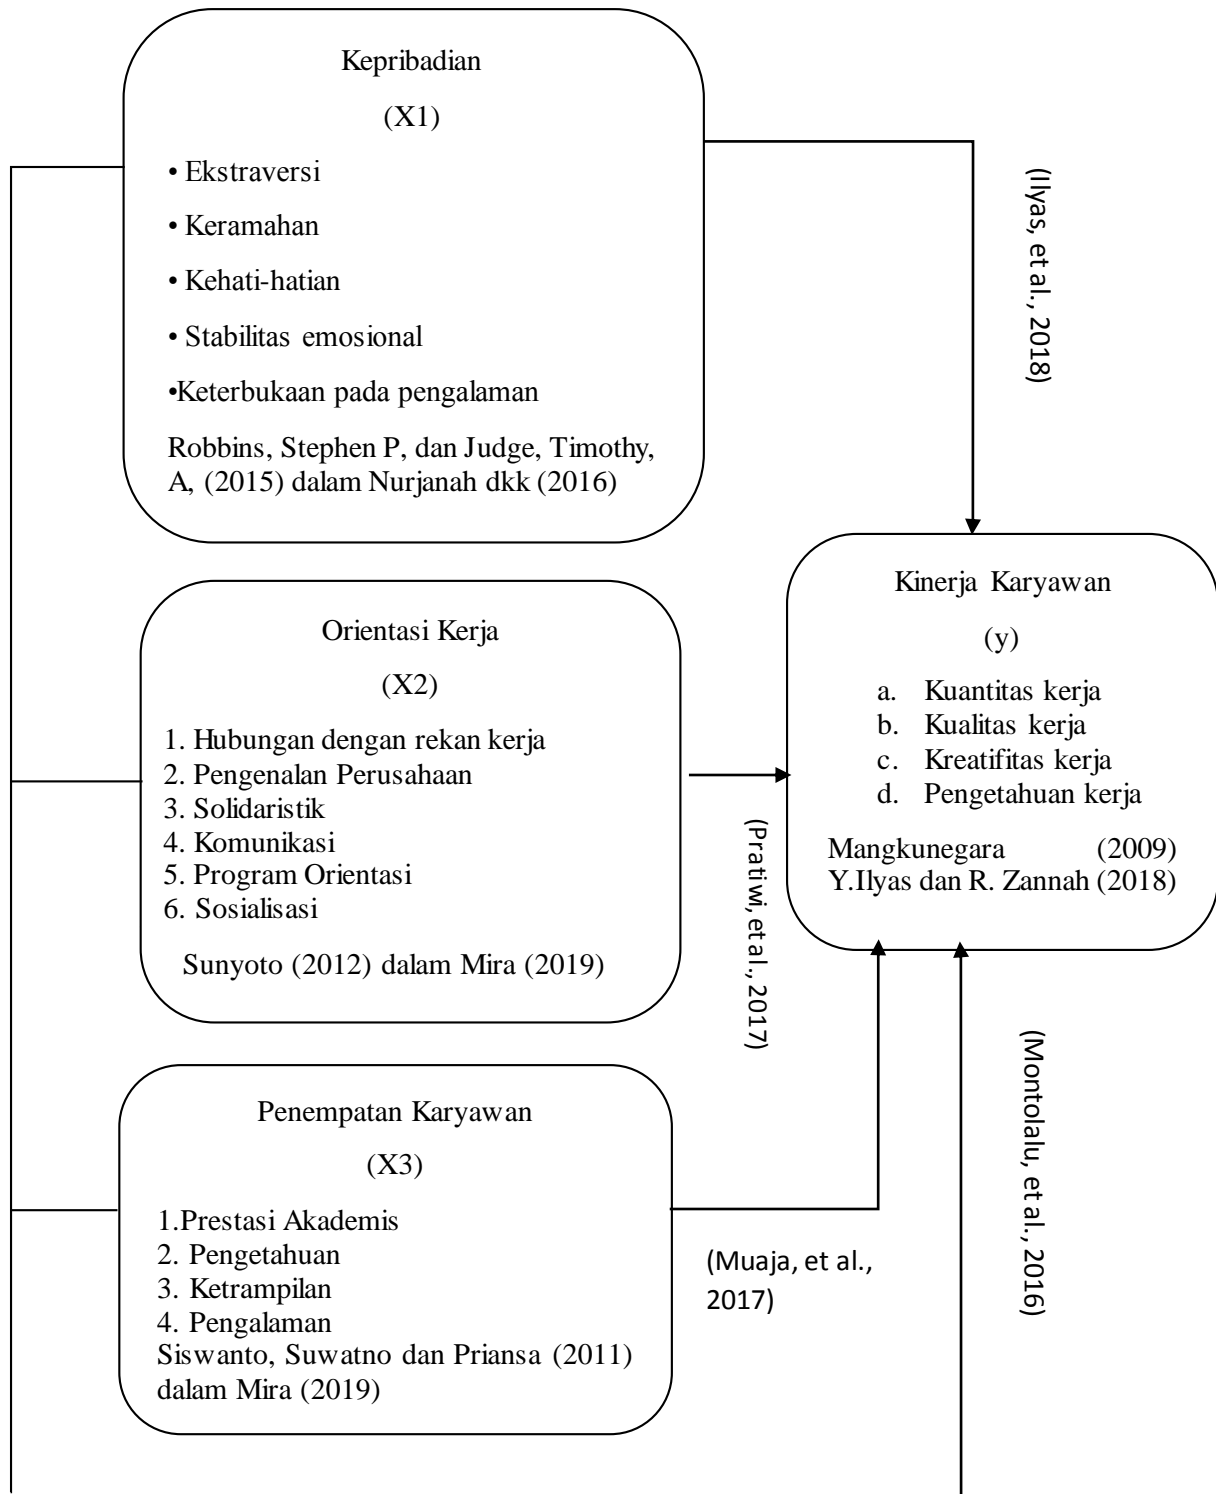 Kepribadian
(X1)
• Ekstraversi
• Keramahan
• Kehati-hatian
• Stabilitas emosional
•Keterbukaan pada pengalaman
Robbins, Stephen P, dan Judge, Timothy,
A, (2015) dalam Nurjanah dkk (2016)
(Ilyas, et al., 2018)
Orientasi Kerja
(X2)
1. Hubungan dengan rekan kerja
2. Pengenalan Perusahaan
3. Solidaristik
4. Komunikasi
5. Program Orientasi
6. Sosialisasi
Sunyoto (2012) dalam Mira (2019)
(Pratiwi, et al., 2017)
Kinerja Karyawan
(y)
a. Kuantitas kerja
b. Kualitas kerja
c. Kreatifitas kerja
d. Pengetahuan kerja
Mangkunegara (2009)
Y.Ilyas dan R. Zannah (2018)
Penempatan Karyawan
(X3)
1.Prestasi Akademis
2. Pengetahuan
3. Ketrampilan
4. Pengalaman
Siswanto, Suwatno dan Priansa (2011)
dalam Mira (2019)
(Muaja, et al.,
2017)
(Montolalu, et al., 2016)